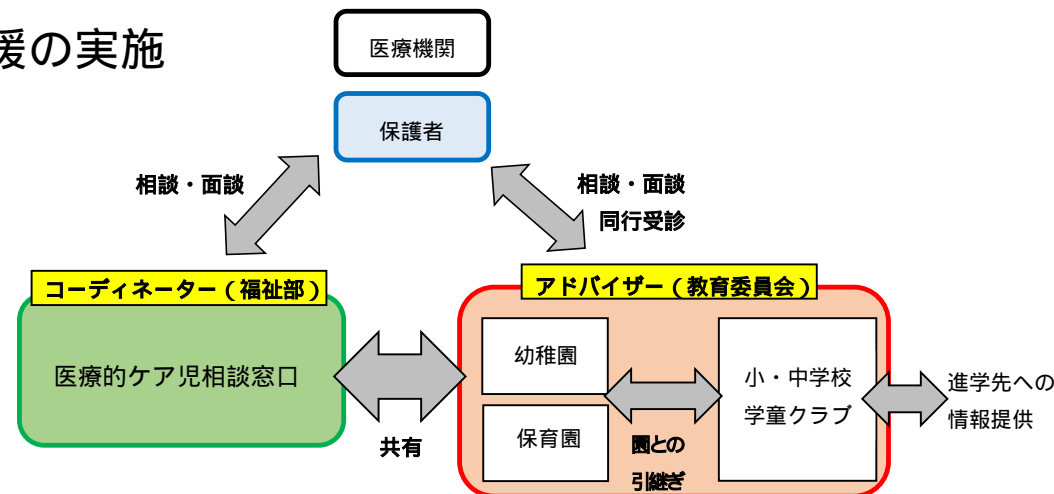 援の実施
医療機関
保護者
相談・面談
相談・面談
同行受診
コーディネーター(福祉部)
アドバイザー(教育委員会)
医療的ケア児相談窓口
共有
幼稚園
保育園
園との
引継ぎ
小・中学校
学童クラブ
進学先への
情報提供